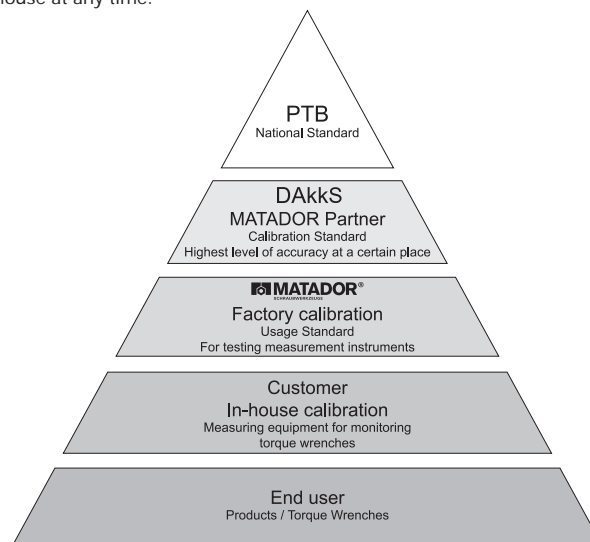 house at any time.
PTB
National Standard
DAkkS
MATADOR Partner
Calibration Standard
Highest level of accuracy at a certain place
MATADOR®
SCHRAUBWERKZEUGE
Factory calibration
Usage Standard
For testing measurement instruments
Customer
In-house calibration
Measuring equipment for monitoring
torque wrenches
End user
Products / Torque Wrenches